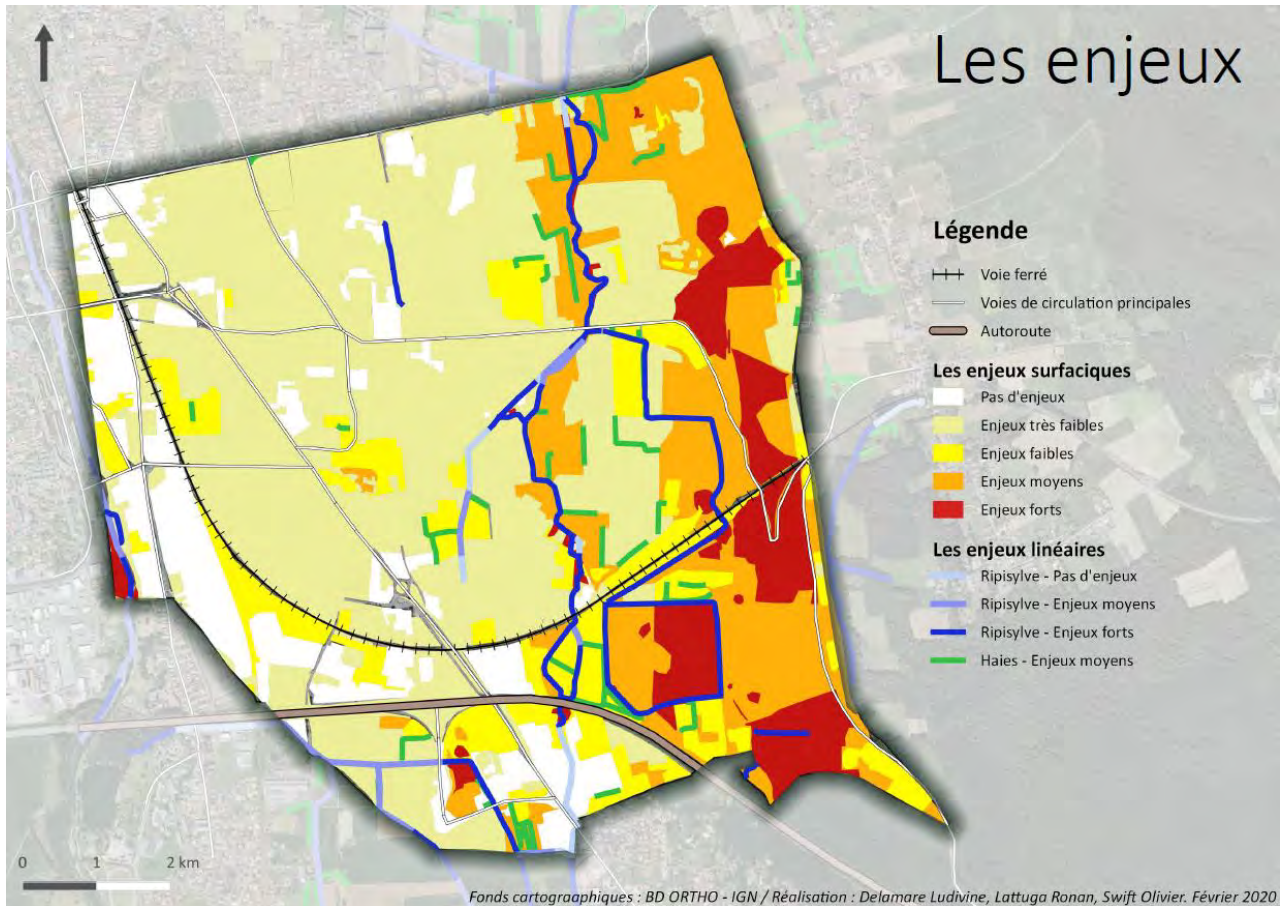 Les enjeux
Légende
Voie ferré
Voies de circulation principales
Autoroute
Les enjeux surfaciques
Pas d'enjeux
Enjeux très faibles
Enjeux faibles
Enjeux moyens
Enjeux forts
Les enjeux linéaires
Ripisylve - Pas d'enjeux
Ripisylve - Enjeux moyens
Ripisylve - Enjeux forts
Haies - Enjeux moyens
0 1 2 km
Fonds cartograaphiques : BD ORTHO - IGN / Réalisation : Delamare Ludivine, Lattuga Ronan, Swift Olivier. Février 2020